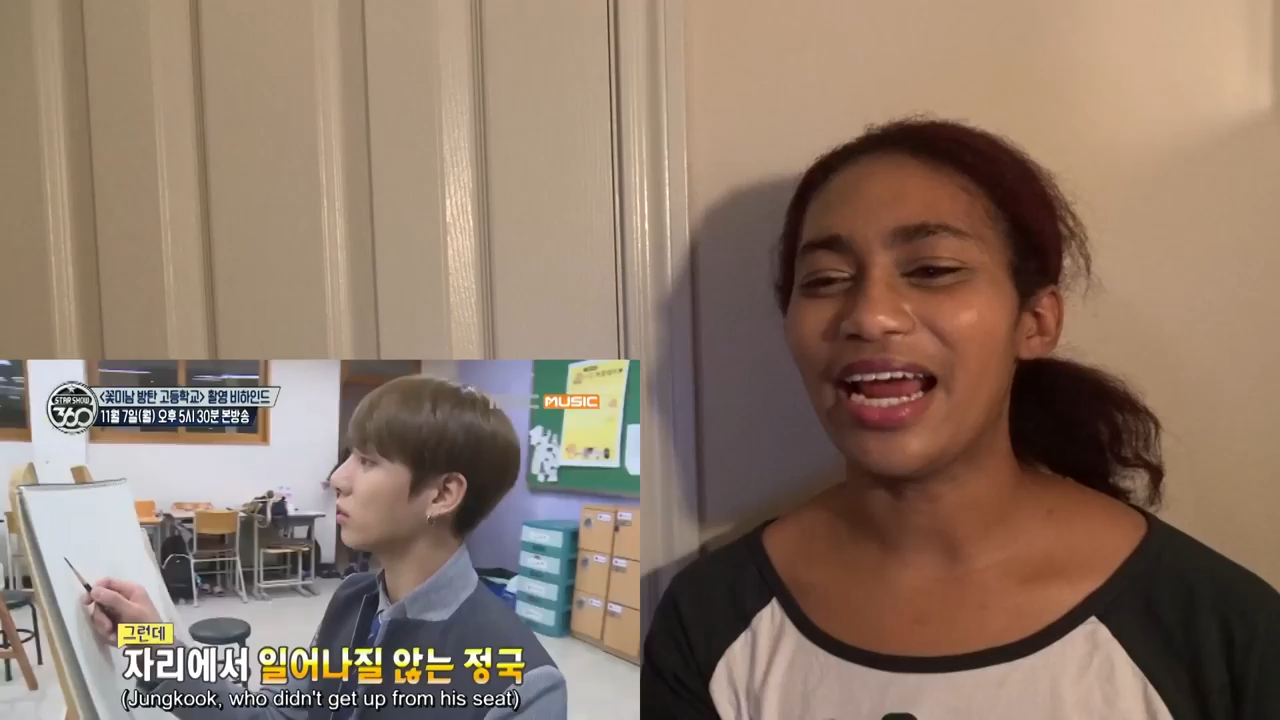 STAR SHOW
360
<꽃미남 방탄 고등학교> 촬영 비하인드
11월 7일(월) 오후 5시 30분 본방송
MUSIC
그런데
자리에서 일어나질 않는 정국
(Jungkook, who didn't get up from his seat)